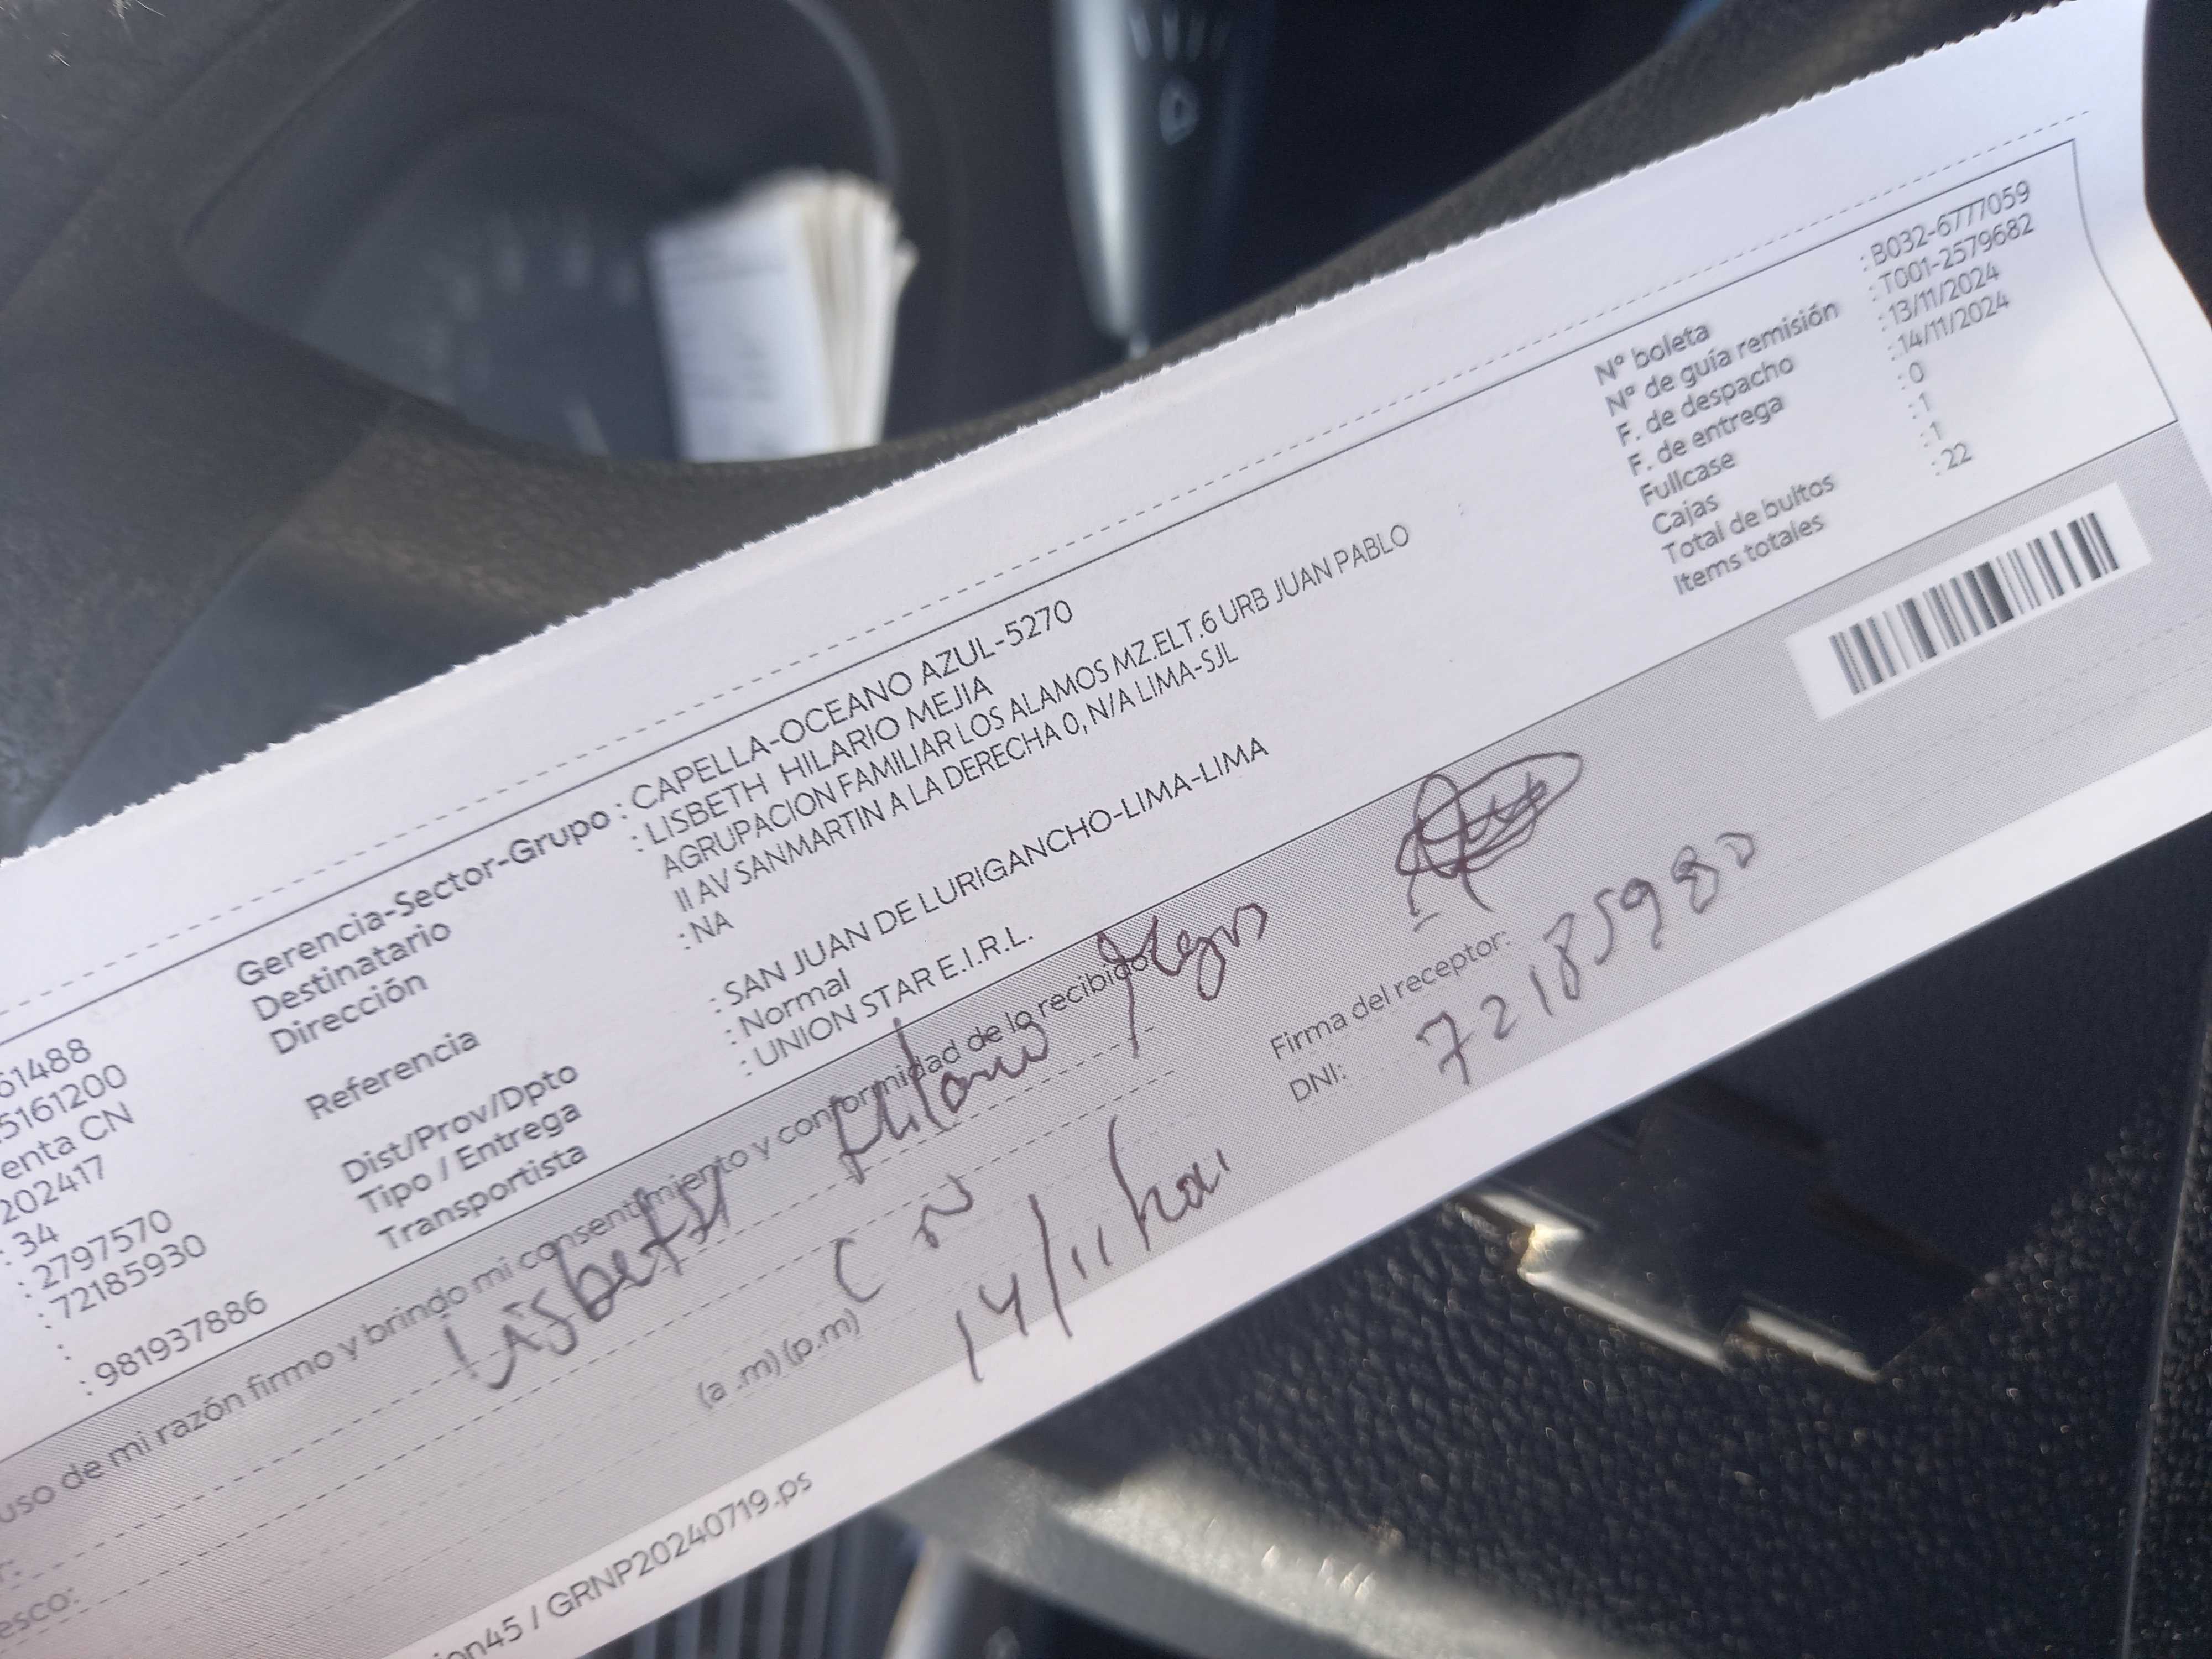 61488
5161200
enta CN
202417
: 34
: 2797570
: 72185930
:
: 981937886
Gerencia-Sector-Grupo : CAPELLA-OCEANO AZUL-5270
Destinatario : LISBETH HILARIO MEJIA
Dirección AGRUPACION FAMILIAR LOS ALAMOS MZ.ELT.6 URB JUAN PABLO
II AV SANMARTIN A LA DERECHA 0, N/A LIMA-SJL
Referencia : NA
Dist/Prov/Dpto : SAN JUAN DE LURIGANCHO-LIMA-LIMA
Tipo / Entrega : Normal
Transportista : UNION STAR E.I.R.L.
N° boleta : B032-6777059
N° de guía remisión : T001-2579682
F. de despacho : 13/11/2024
F. de entrega : 14/11/2024
Fullcase : 0
Cajas : 1
Total de bultos : 1
Items totales : 22
uso de mi razón firmo y brindo mi consentimiento y conformidad de lo recibido.
r: Lisbeth
esco:
(a .m) (p.m) 14/11/
Firma del receptor:
DNI: 72185980
ion45 / GRNP20240719.ps